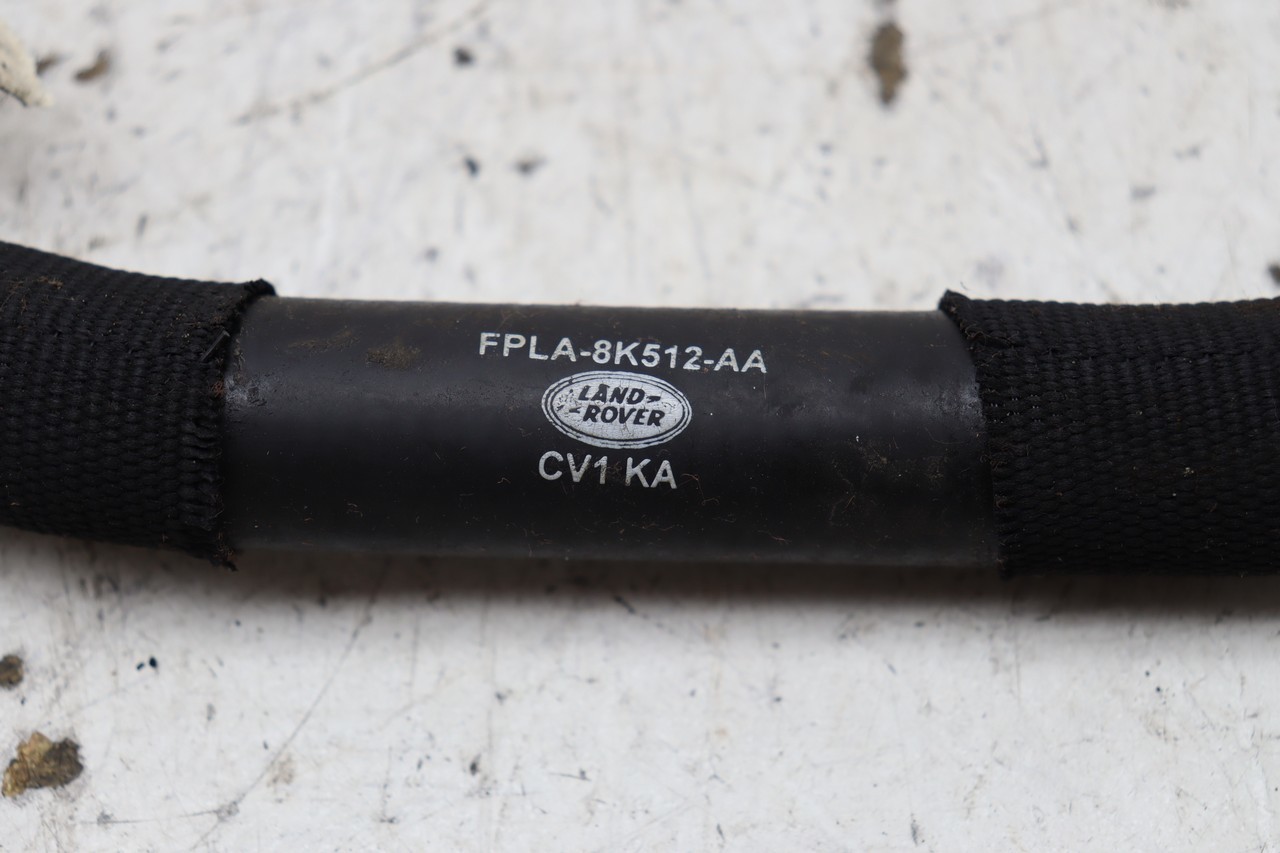 FPLA-8K512-AA
LAND-
-ROVER
CV1 KA